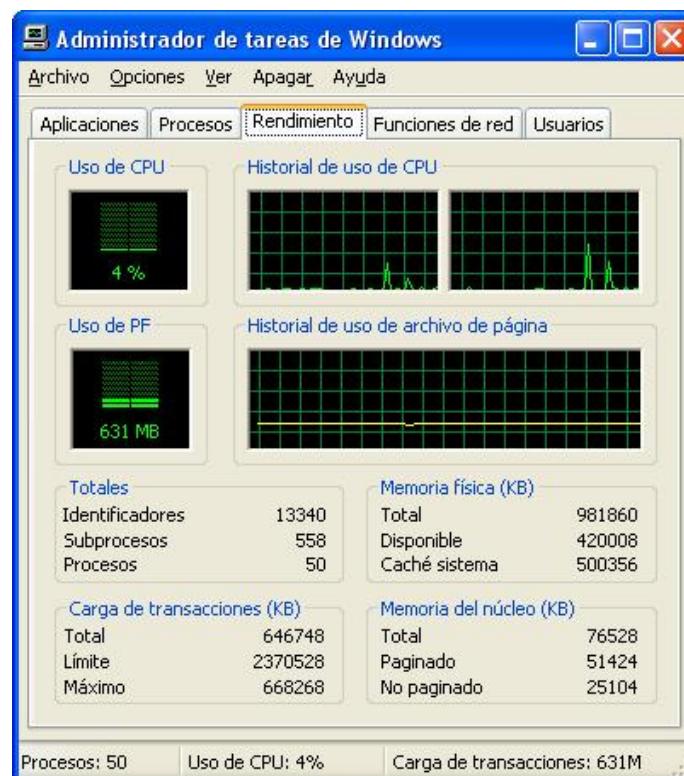 Administrador de tareas de Windows
Archivo Opciones Ver Apagar Ayuda
Aplicaciones Procesos Rendimiento Funciones de red Usuarios
Uso de CPU Historial de uso de CPU
4 %
Uso de PF Historial de uso de archivo de página
631 MB
Totales
Identificadores 13340
Subprocesos 558
Procesos 50
Memoria física (KB)
Total 981860
Disponible 420008
Caché sistema 500356
Carga de transacciones (KB)
Total 646748
Límite 2370528
Máximo 668268
Memoria del núcleo (KB)
Total 76528
Paginado 51424
No paginado 25104
Procesos: 50 Uso de CPU: 4% Carga de transacciones: 631M